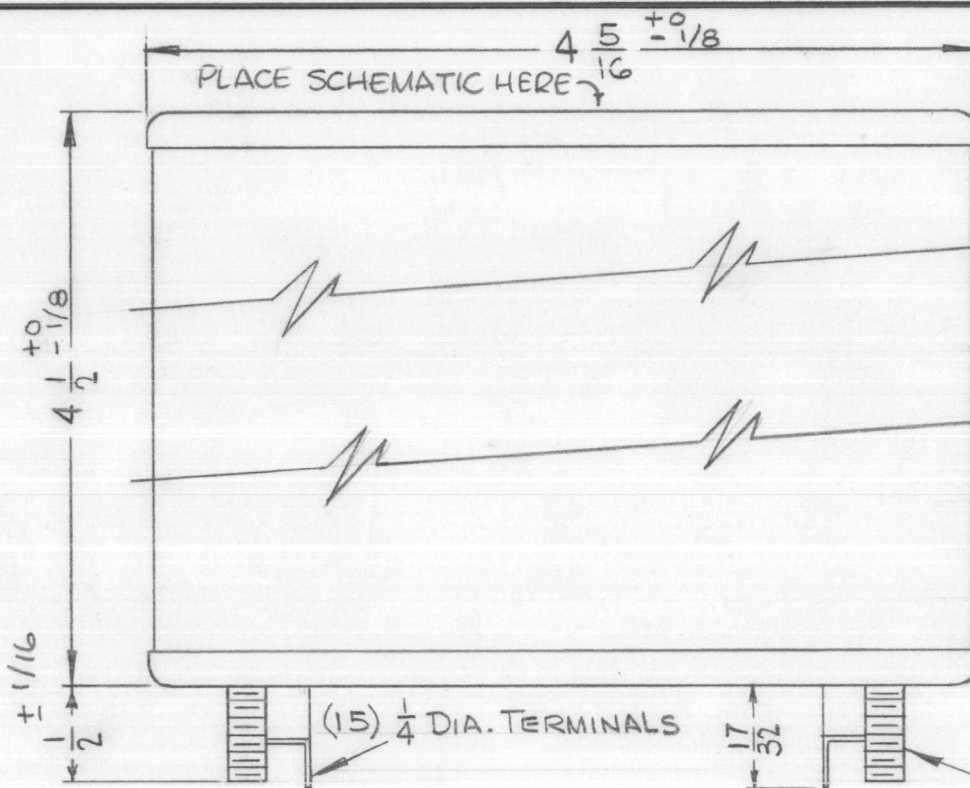 4 5/16 +0 -1/8
PLACE SCHEMATIC HERE
4 1/2 +0 -1/8
1/2 ± 1/16
(15) 1/4 DIA. TERMINALS
17/32